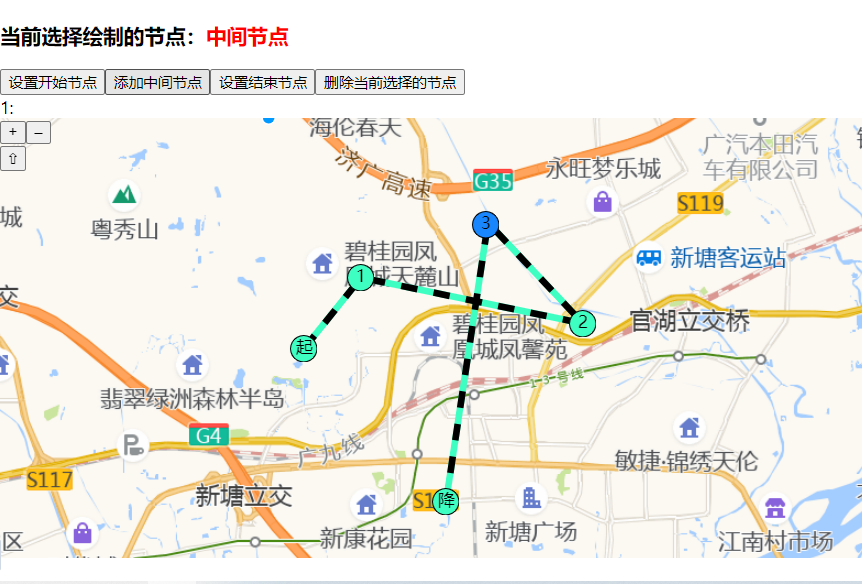 当前选择绘制的节点：中间节点
设置开始节点 添加中间节点 设置结束节点 删除当前选择的节点
1:
+ –
⇧
海伦春天
济广高速
G35
永旺梦乐城
广汽本田汽
车有限公司
S119
城
粤秀山
3
碧桂园凤
凰城天麓山
1
新塘客运站
交
起
碧桂园凤
凰城凤馨苑
2
官湖立交桥
13号线
翡翠绿洲森林半岛
G4
P
广九线
敏捷·锦绣天伦
S117
新塘立交
S1
降
新康花园
新塘广场
江南村市场
区